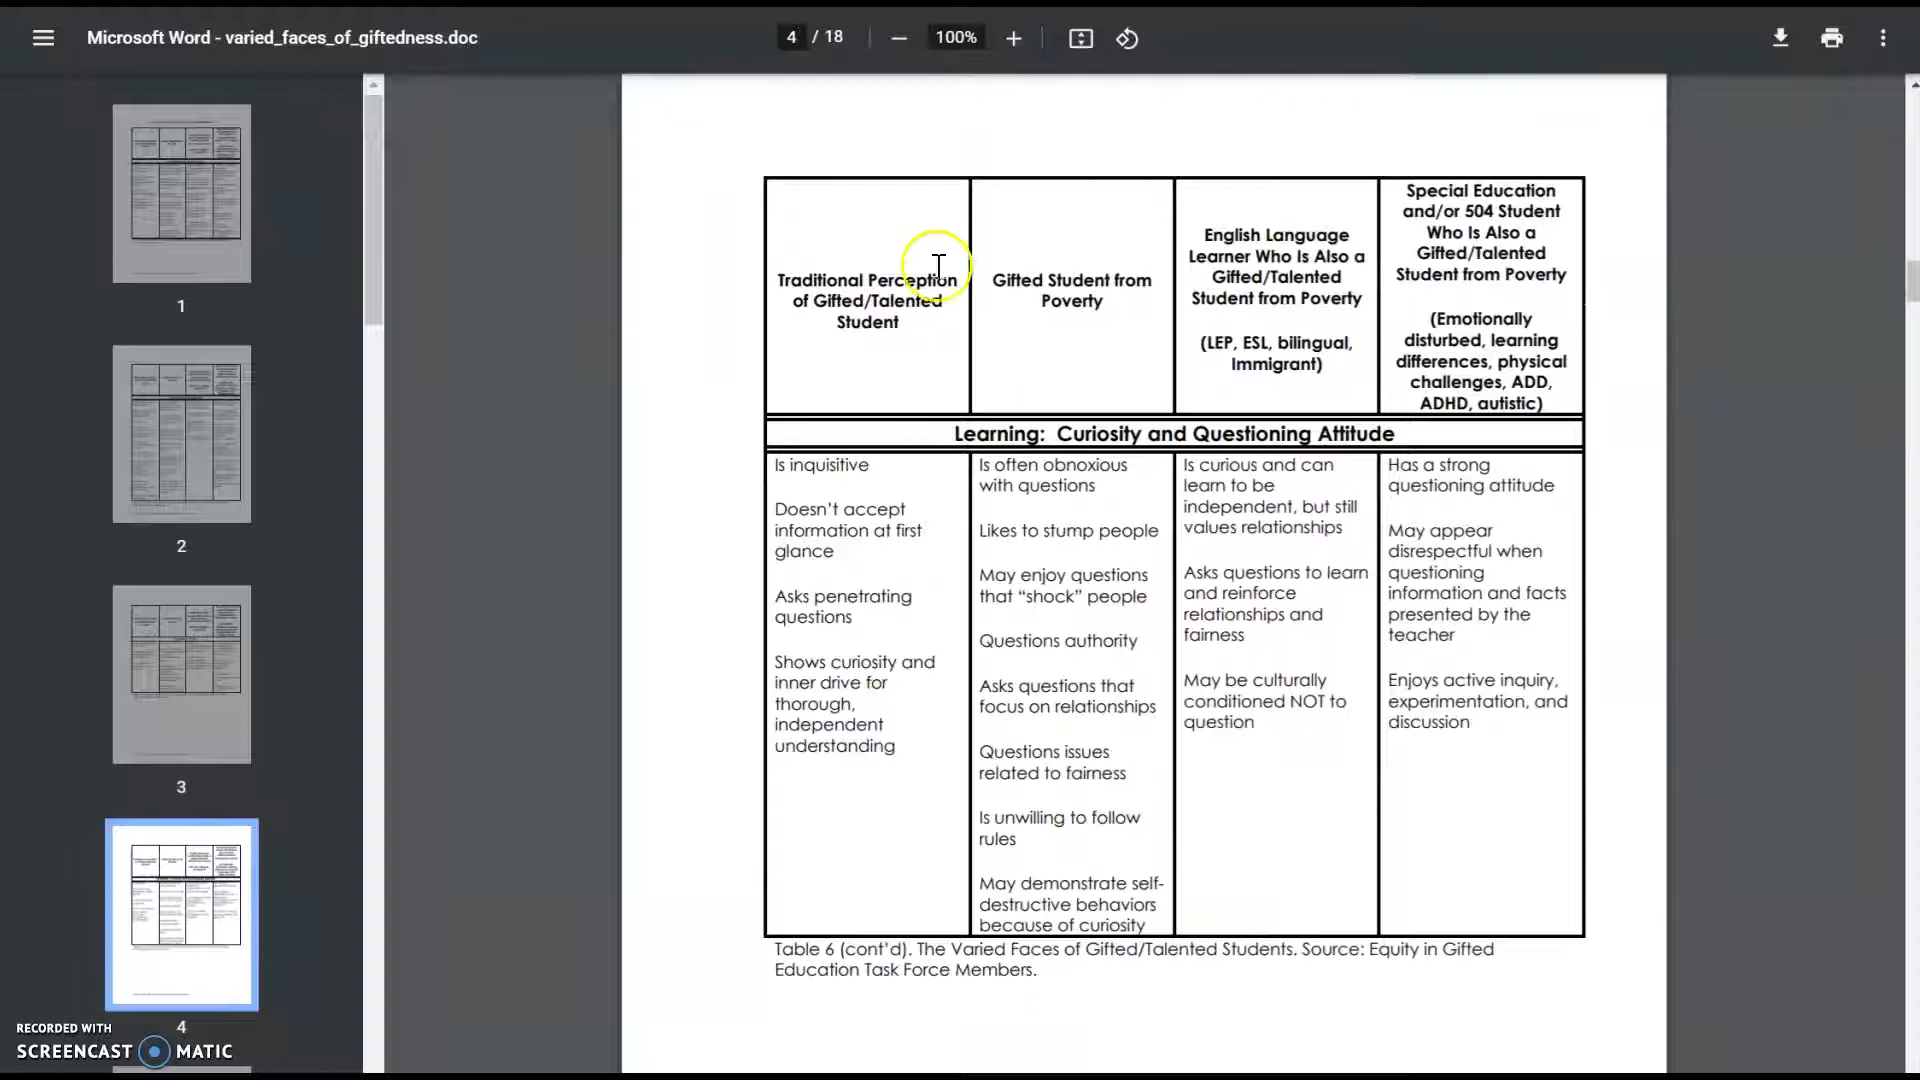 Microsoft Word - varied_faces_of_giftedness.doc
4 / 18
100%
1
2
3
4
RECORDED WITH
SCREENCAST MATIC
Traditional Perception
of Gifted/Talented
Student
Gifted Student from
Poverty
English Language
Learner Who Is Also a
Gifted/Talented
Student from Poverty
(LEP, ESL, bilingual,
Immigrant)
Special Education
and/or 504 Student
Who Is Also a
Gifted/Talented
Student from Poverty
(Emotionally
disturbed, learning
differences, physical
challenges, ADD,
ADHD, autistic)
Learning: Curiosity and Questioning Attitude
Is inquisitive
Doesn’t accept
information at first
glance
Asks penetrating
questions
Shows curiosity and
inner drive for
thorough,
independent
understanding
Is often obnoxious
with questions
Likes to stump people
May enjoy questions
that “shock” people
Questions authority
Asks questions that
focus on relationships
Questions issues
related to fairness
Is unwilling to follow
rules
May demonstrate self-
destructive behaviors
because of curiosity
Is curious and can
learn to be
independent, but still
values relationships
Asks questions to learn
and reinforce
relationships and
fairness
May be culturally
conditioned NOT to
question
Has a strong
questioning attitude
May appear
disrespectful when
questioning
information and facts
presented by the
teacher
Enjoys active inquiry,
experimentation, and
discussion
Table 6 (cont’d). The Varied Faces of Gifted/Talented Students. Source: Equity in Gifted
Education Task Force Members.